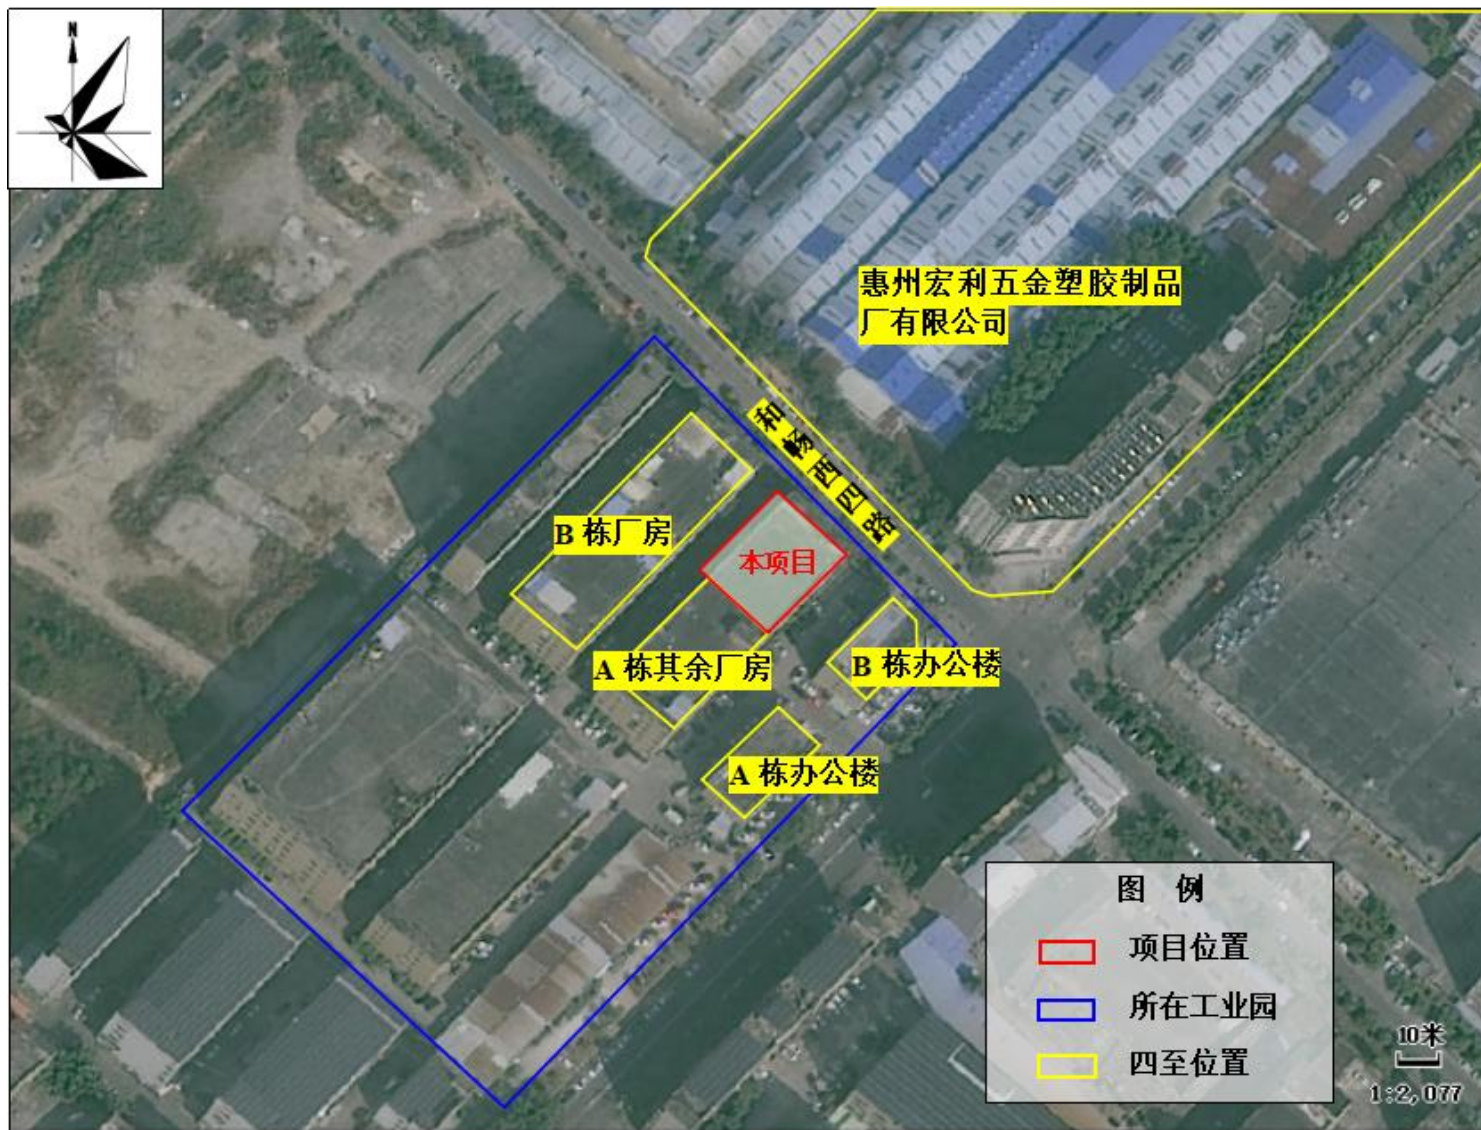 N
惠州宏利五金塑胶制品
厂有限公司
和畅西四路
B 栋厂房
本项目
A 栋其余厂房
B 栋办公楼
A 栋办公楼
图 例
项目位置
所在工业园
四至位置
10米
1:2,077